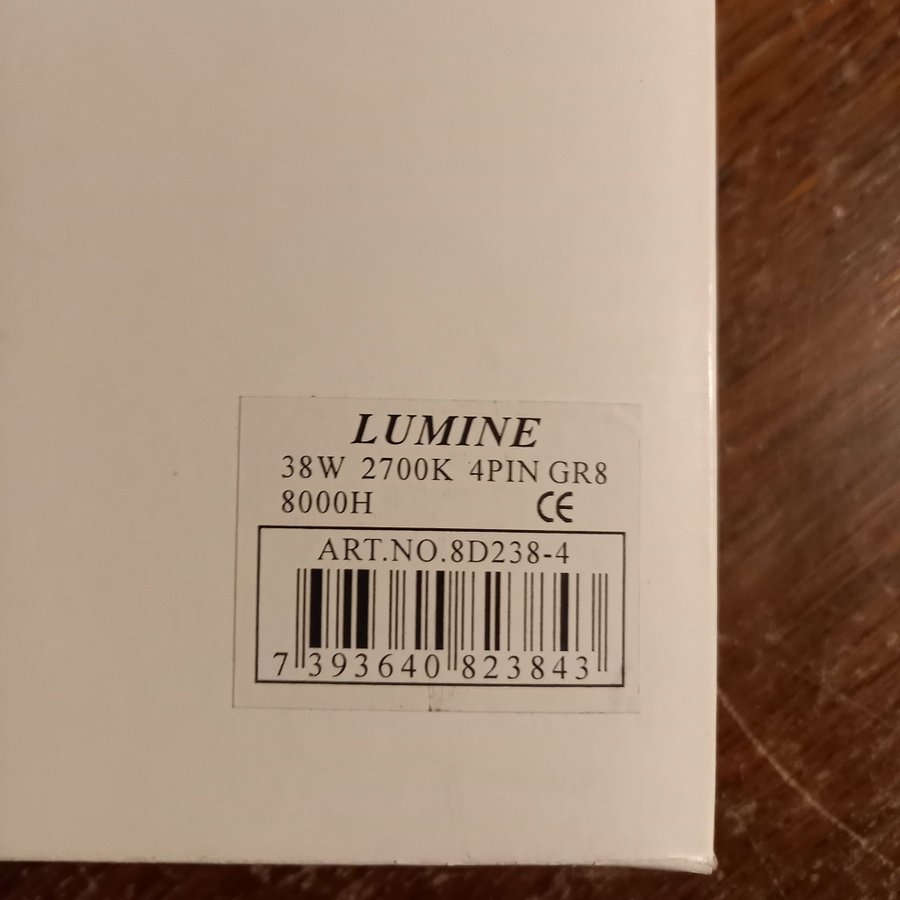 LUMINE
38W 2700K 4PIN GR8
8000H CE
ART.NO.8D238-4
7 393640 823843